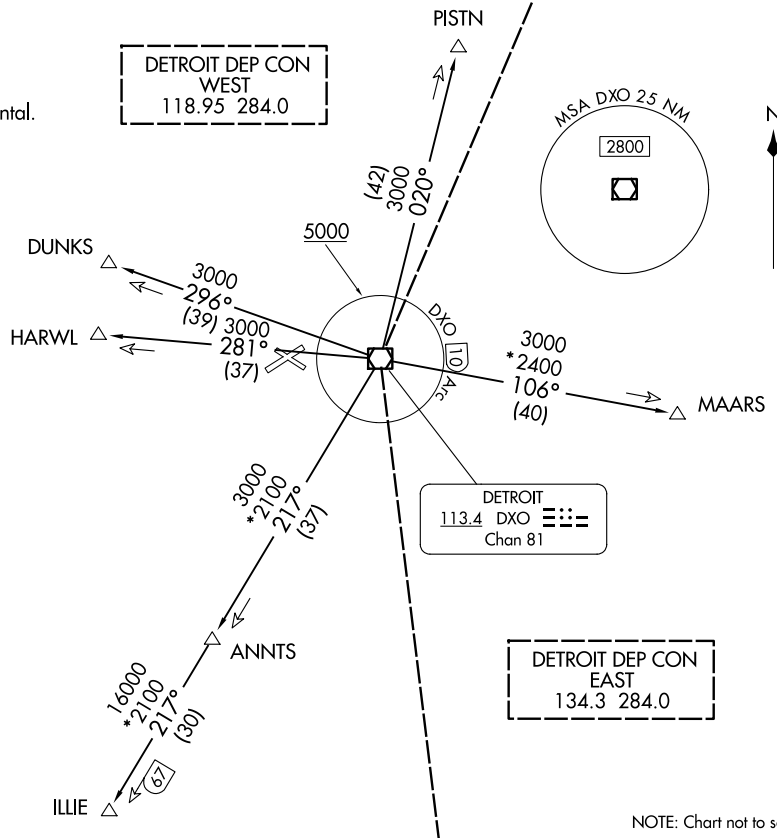 PISTN
DETROIT DEP CON
WEST
118.95 284.0
ntal.
MSA DXO 25 NM
2800
N
(42)
3000
020°
5000
DUNKS
3000
296°
(39)
HARWL
3000
281°
(37)
DXO 10 Arc
3000
*2400
106°
(40)
MAARS
3000
*2100
217°
(37)
DETROIT
113.4 DXO
Chan 81
ANNTS
DETROIT DEP CON
EAST
134.3 284.0
16000
*2100
217°
(30)
67
ILLIE
NOTE: Chart not to s